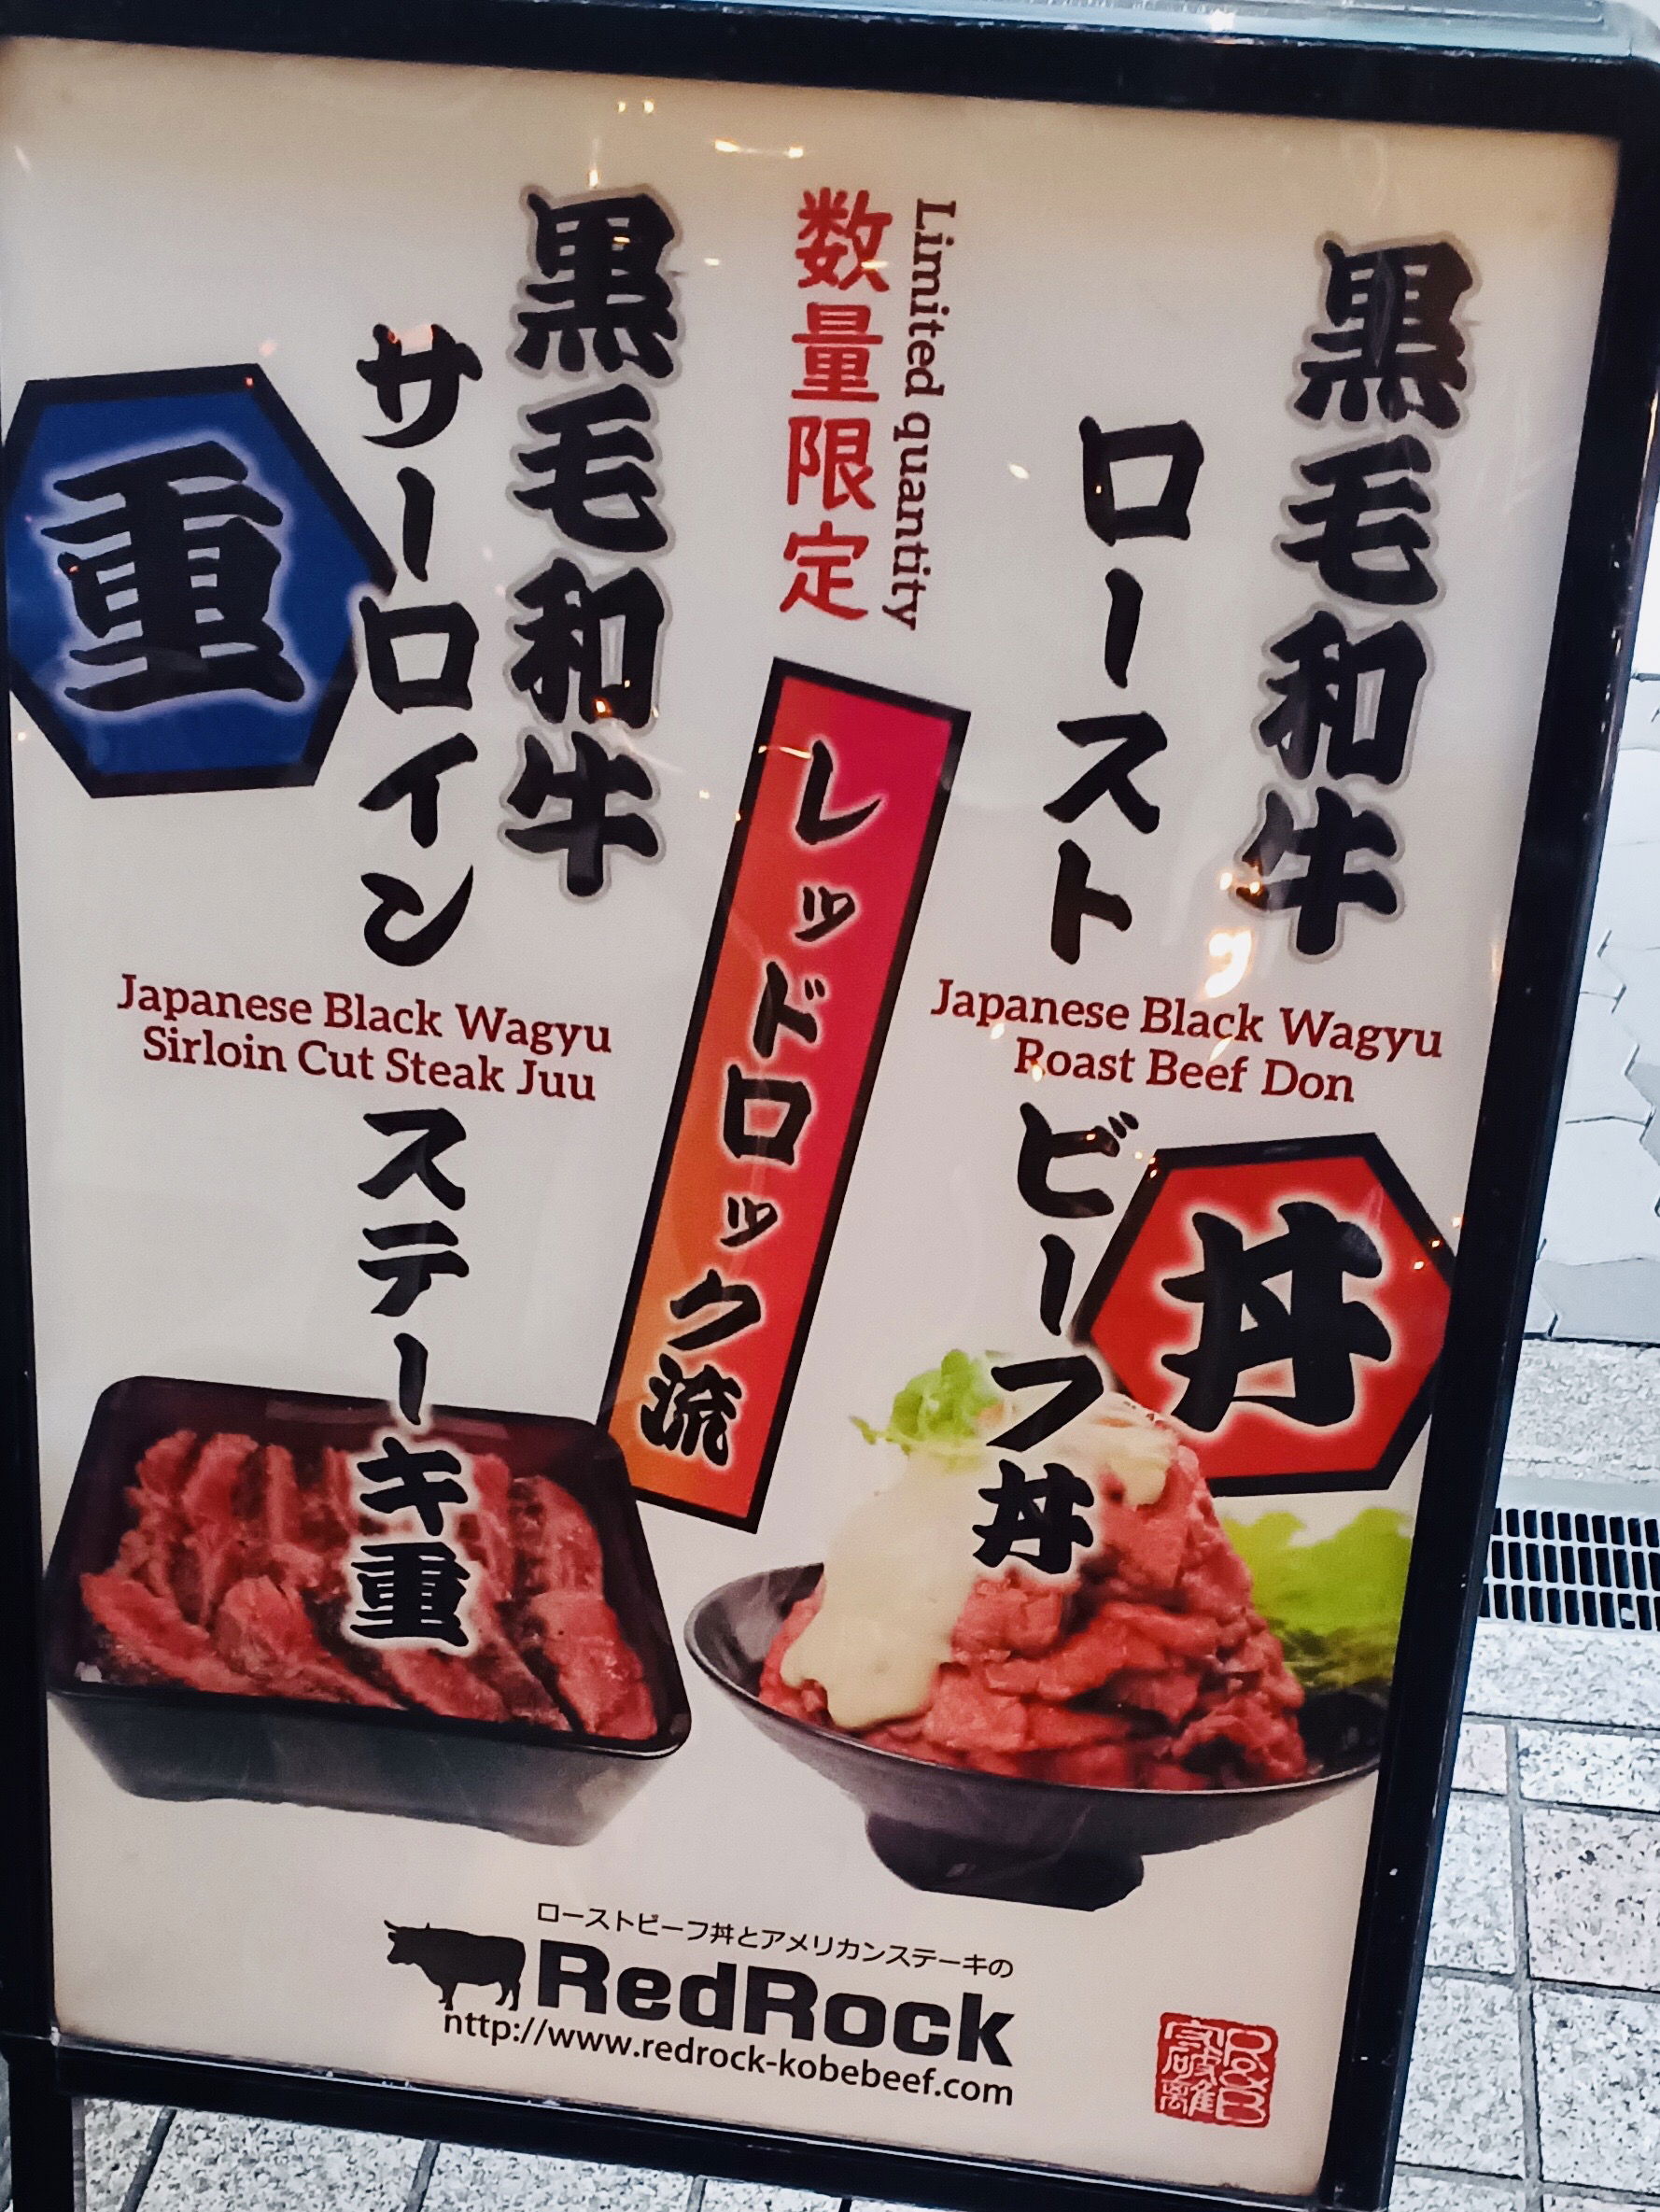 黒毛和牛
ローストビーフ丼
Japanese Black Wagyu
Roast Beef Don
丼
Limited quantity
数量限定
レッドロック流
黒毛和牛
サーロインステーキ重
Japanese Black Wagyu
Sirloin Cut Steak Juu
重
ローストビーフ丼とアメリカンステーキの
RedRock
http://www.redrock-kobebeef.com